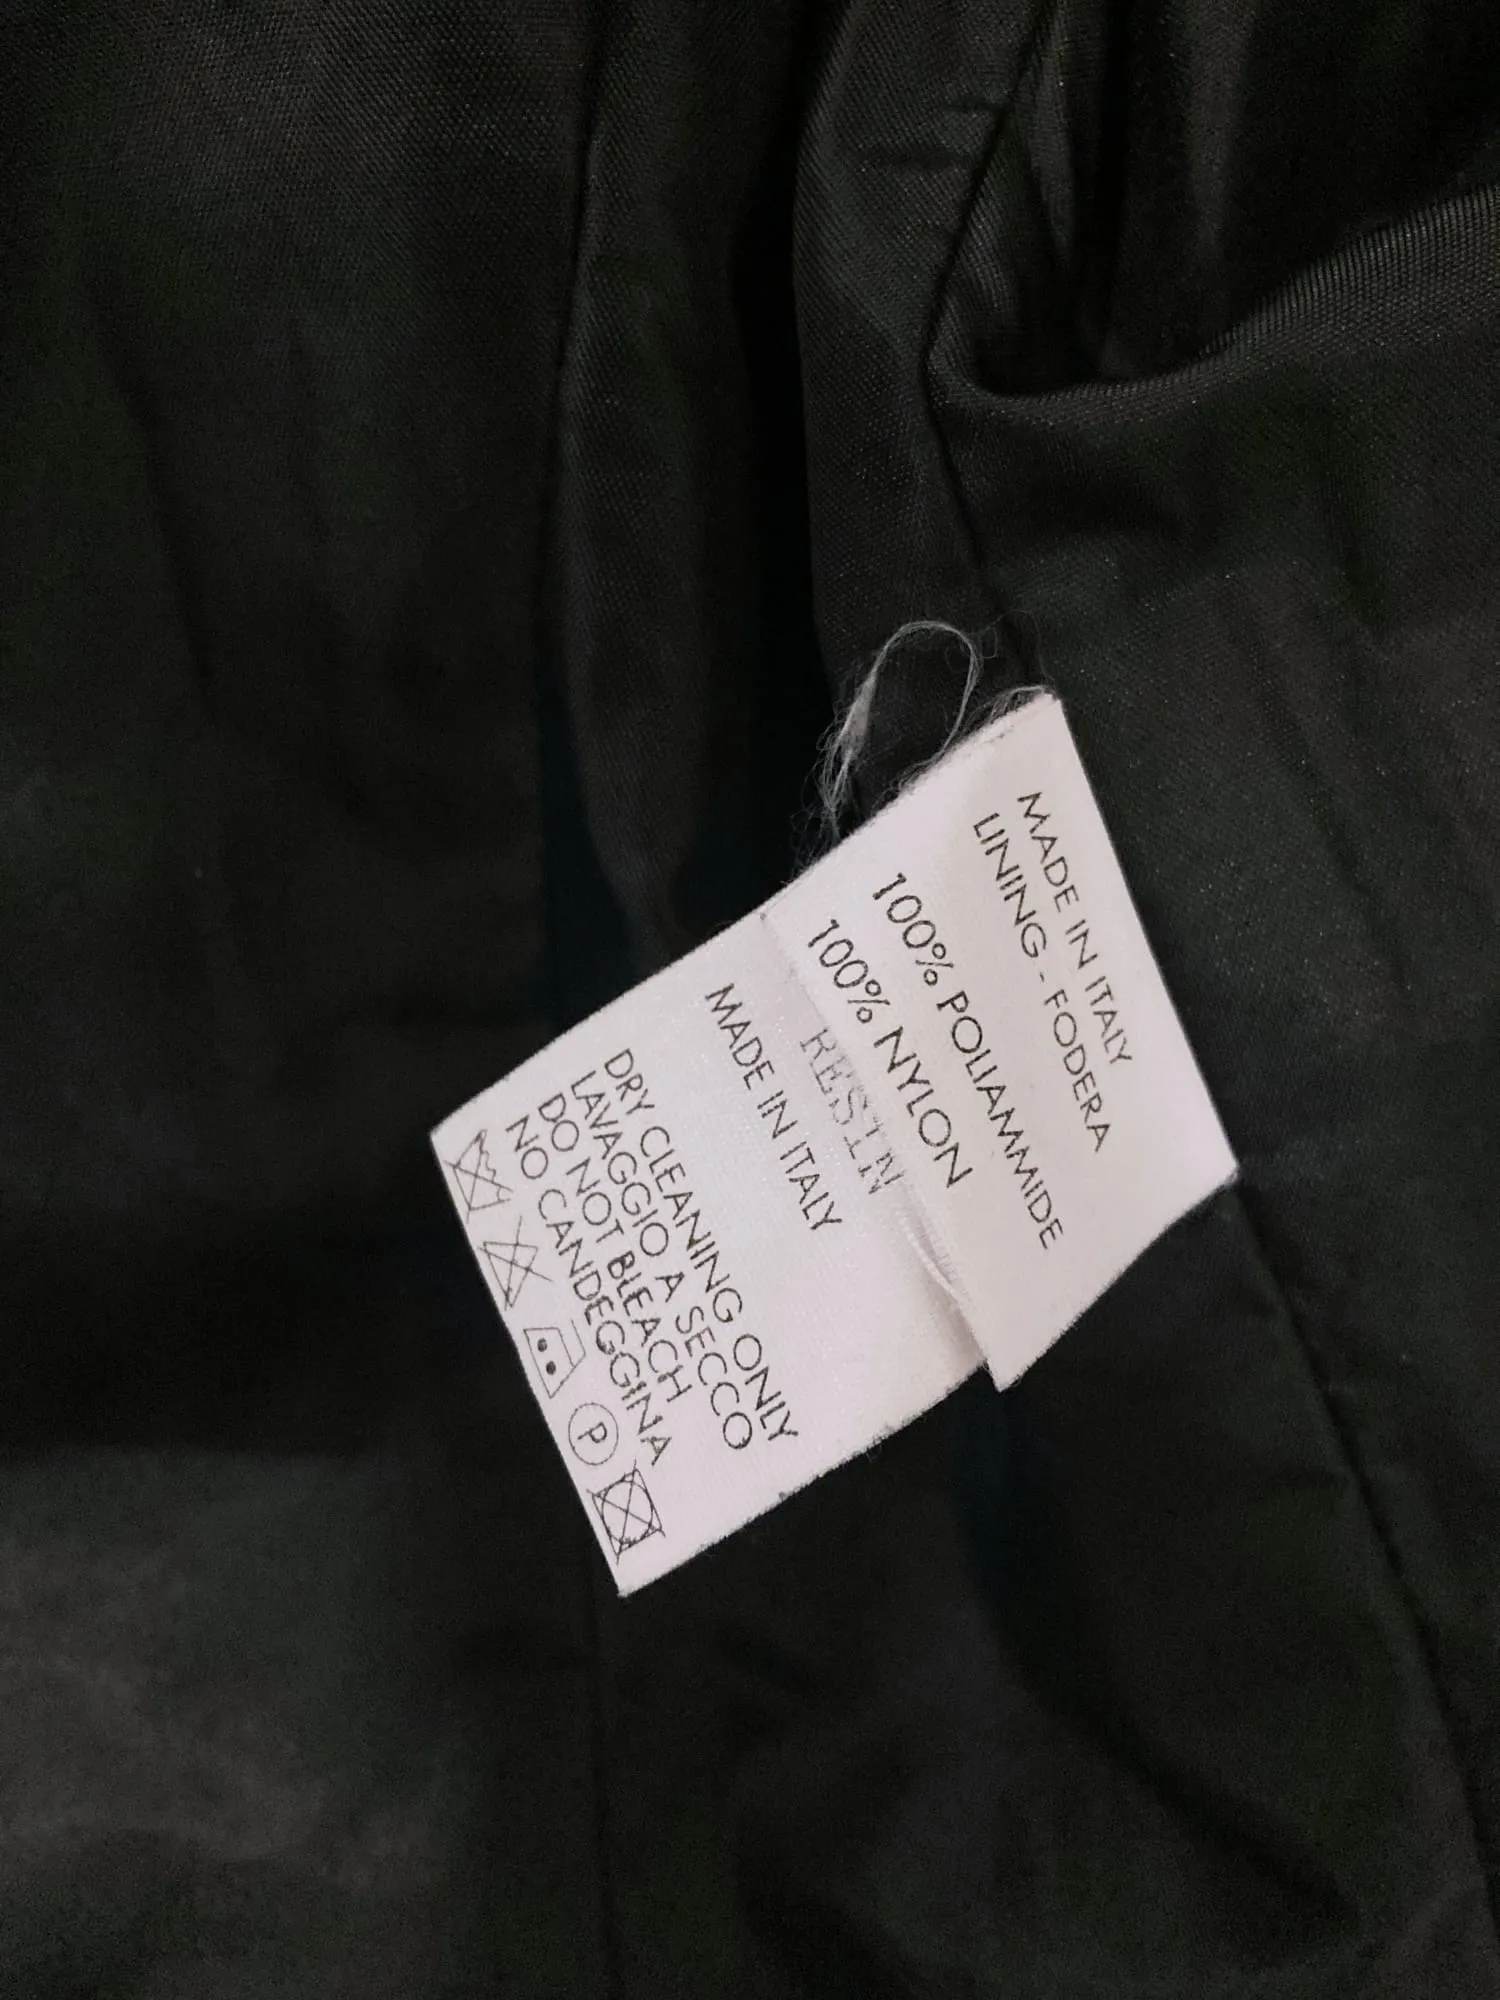 MADE IN ITALY
LINING - FODERA
100% POLIAMMIDE
100% NYLON
RESIN
MADE IN ITALY
DRY CLEANING ONLY
LAVAGGIO A SECCO
DO NOT BLEACH
NO CANDEGGINA
P